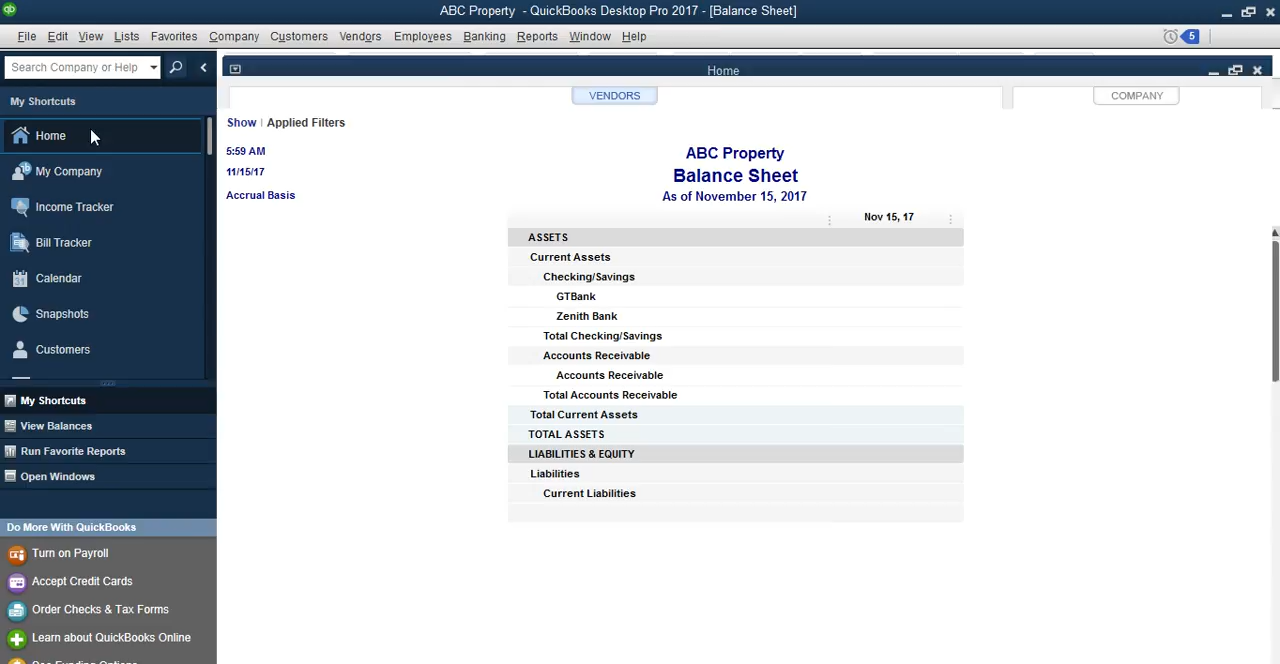 ABC Property - QuickBooks Desktop Pro 2017 - [Balance Sheet]
File Edit View Lists Favorites Company Customers Vendors Employees Banking Reports Window Help
5
Search Company or Help
Home
My Shortcuts
VENDORS
COMPANY
Home
My Company
Income Tracker
Bill Tracker
31
Calendar
Snapshots
Customers
My Shortcuts
View Balances
Run Favorite Reports
Open Windows
Do More With QuickBooks
Turn on Payroll
Accept Credit Cards
Order Checks & Tax Forms
Learn about QuickBooks Online
See Funding Options
Show | Applied Filters
5:59 AM
11/15/17
Accrual Basis
ABC Property
Balance Sheet
As of November 15, 2017
Nov 15, 17
ASSETS
Current Assets
Checking/Savings
GTBank
Zenith Bank
Total Checking/Savings
Accounts Receivable
Accounts Receivable
Total Accounts Receivable
Total Current Assets
TOTAL ASSETS
LIABILITIES & EQUITY
Liabilities
Current Liabilities